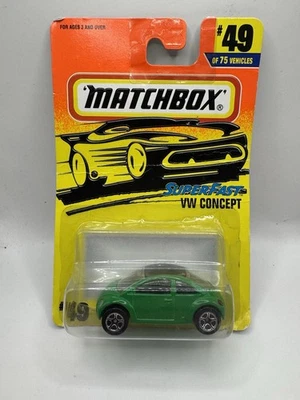 FOR AGES 3 AND OVER.
#49
OF 75 VEHICLES
'MATCHBOX'
SUPERFAST
VW CONCEPT
#49